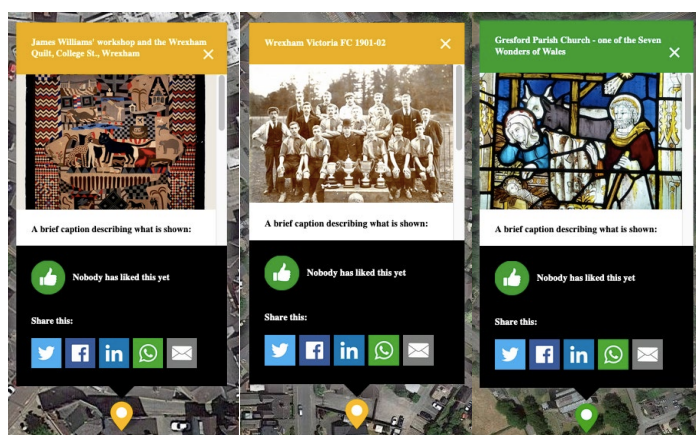 James Williams' workshop and the Wrexham
Quilt, College St., Wrexham
A brief caption describing what is shown:
Nobody has liked this yet
Share this:
in
Wrexham Victoria FC 1901-02
A brief caption describing what is shown:
Nobody has liked this yet
Share this:
in
Gresford Parish Church - one of the Seven
Wonders of Wales
A brief caption describing what is shown:
Nobody has liked this yet
Share this:
in